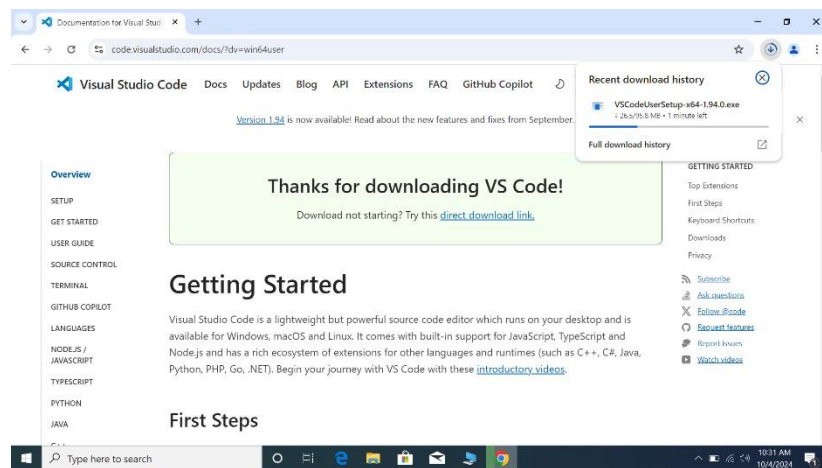 Documentation for Visual Stud
code.visualstudio.com/docs/?dv=win64user
Visual Studio Code Docs Updates Blog API Extensions FAQ GitHub Copilot
Recent download history
VSCodeUserSetup-x64-1.94.0.exe
↓ 26.5/95.8 MB • 1 minute left
Full download history
Version 1.94 is now available! Read about the new features and fixes from September.
Overview
SETUP
GET STARTED
USER GUIDE
SOURCE CONTROL
TERMINAL
GITHUB COPILOT
LANGUAGES
NODE.JS /
JAVASCRIPT
TYPESCRIPT
PYTHON
JAVA
Thanks for downloading VS Code!
Download not starting? Try this direct download link.
Getting Started
Visual Studio Code is a lightweight but powerful source code editor which runs on your desktop and is
available for Windows, macOS and Linux. It comes with built-in support for JavaScript, TypeScript and
Node.js and has a rich ecosystem of extensions for other languages and runtimes (such as C++, C#, Java,
Python, PHP, Go, .NET). Begin your journey with VS Code with these introductory videos.
First Steps
GETTING STARTED
Top Extensions
First Steps
Keyboard Shortcuts
Downloads
Privacy
Subscribe
Ask questions
Follow @code
Request features
Report issues
Watch videos
Type here to search
10:31 AM
10/4/2024